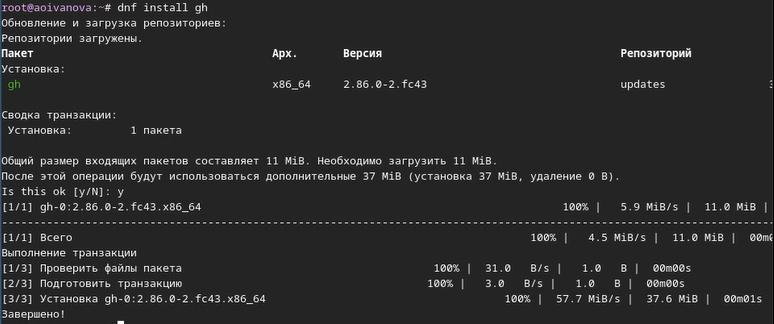 root@aoivanova:~# dnf install gh
Обновление и загрузка репозиториев:
Репозитории загружены.
Пакет Арх. Версия Репозиторий
Установка:
gh x86_64 2.86.0-2.fc43 updates
Сводка транзакции:
Установка: 1 пакета
Общий размер входящих пакетов составляет 11 MiB. Необходимо загрузить 11 MiB.
После этой операции будут использоваться дополнительные 37 MiB (установка 37 MiB, удаление 0 B).
Is this ok [y/N]: y
[1/1] gh-0:2.86.0-2.fc43.x86_64 100% | 5.9 MiB/s | 11.0 MiB |
[1/1] Всего 100% | 4.5 MiB/s | 11.0 MiB | 00m
Выполнение транзакции
[1/3] Проверить файлы пакета 100% | 31.0 B/s | 1.0 B | 00m00s
[2/3] Подготовить транзакцию 100% | 3.0 B/s | 1.0 B | 00m00s
[3/3] Установка gh-0:2.86.0-2.fc43.x86_64 100% | 57.7 MiB/s | 37.6 MiB | 00m01s
Завершено!